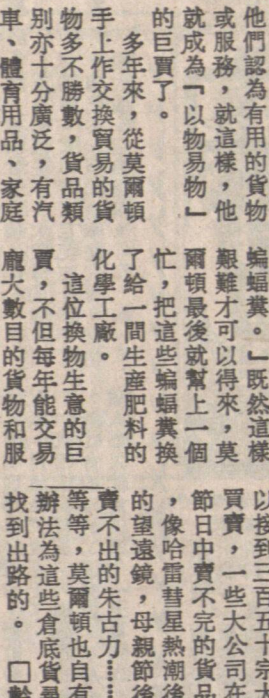 他們認為有用的貨物
或服務，就這樣，他
就成為「以物易物」
的巨賈了。
多年來，從莫爾頓
手上作交換貿易的貨
物多不勝數，貨品類
別亦十分廣泛，有汽
車、體育用品、家庭
蝙蝠糞。」既然這樣
艱難才可以得來，莫
爾頓最後就幫上一個
忙，把這些蝙蝠糞換
了給一間生產肥料的
化學工廠。
這位換物生意的巨
賈，不但每年能交易
龐大數目的貨物和服
以接到三百五十宗
買賣，一些大公司在
節日中賣不完的貨
，像哈雷彗星熱潮後
的望遠鏡，母親節後
賣不出的朱古力……
等等，莫爾頓也自有
辦法為這些倉底貨
找到出路的。　□齡